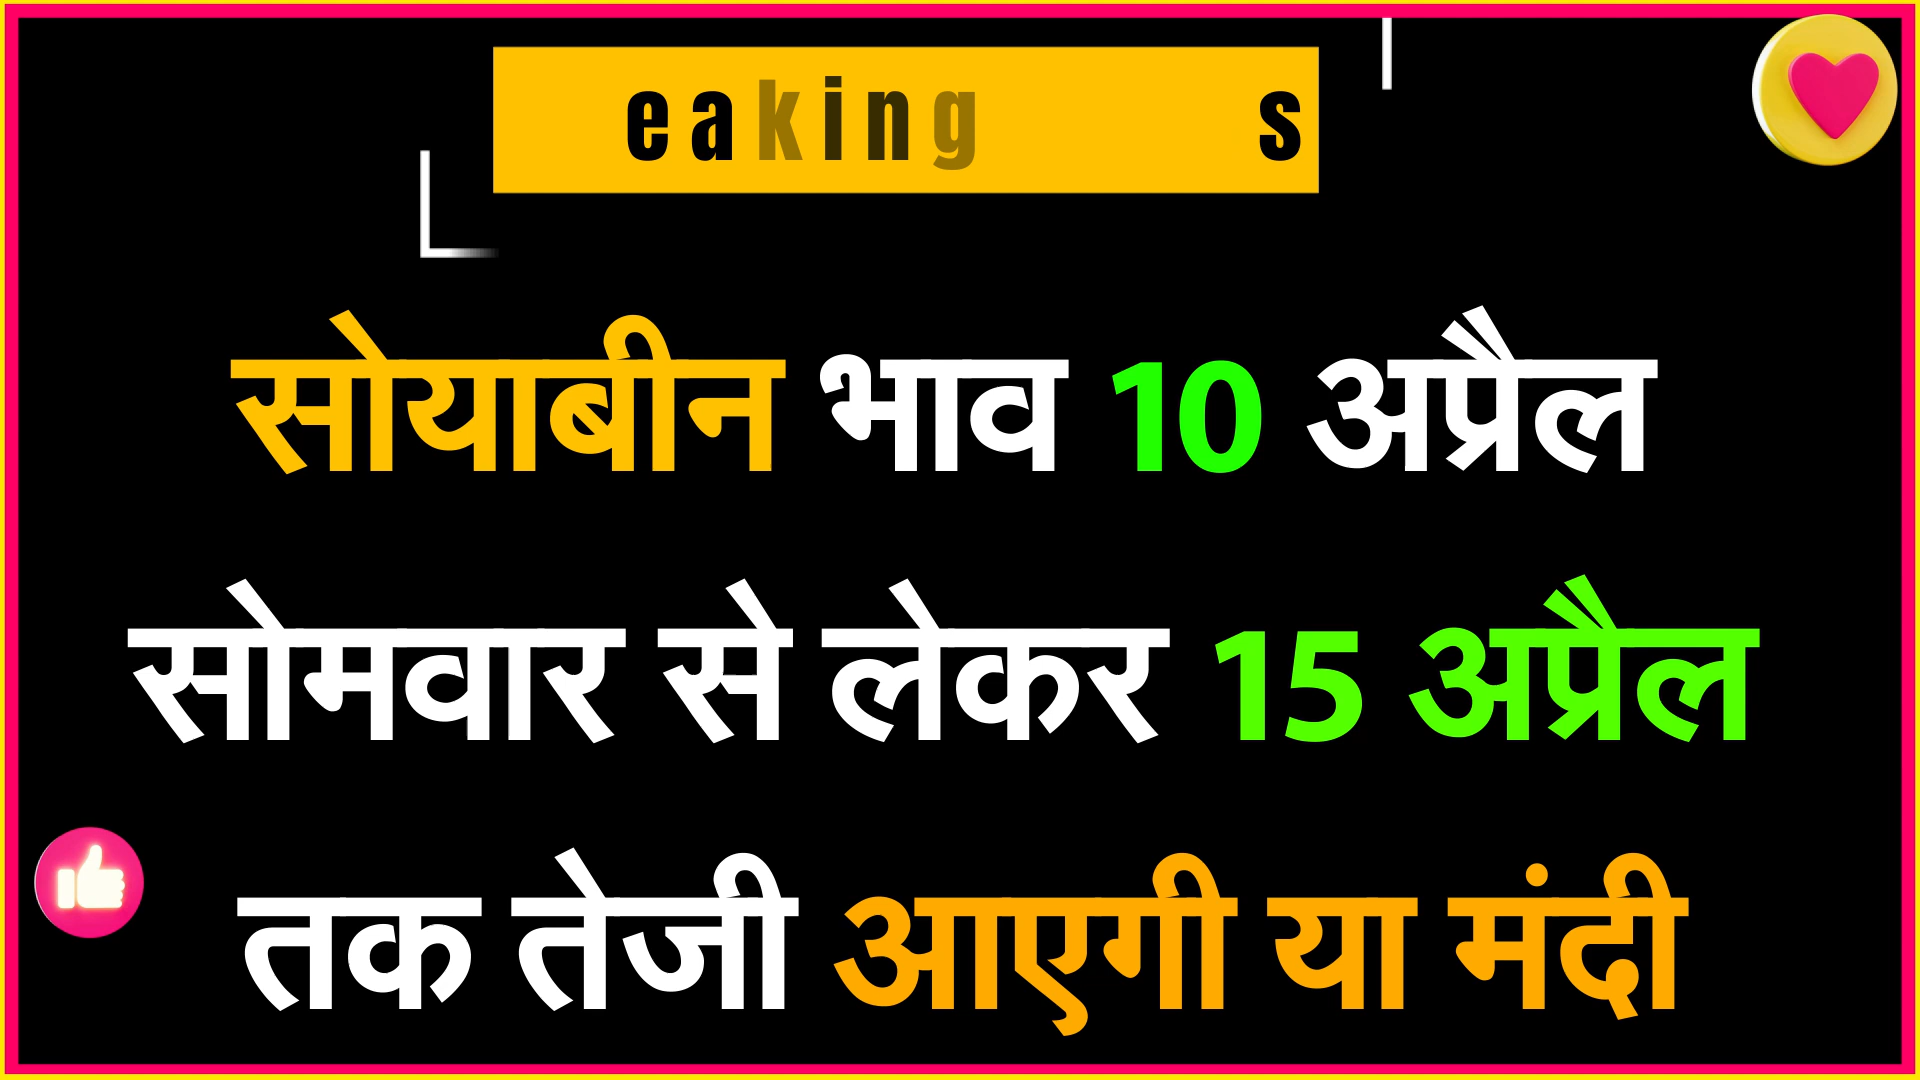 eaking s
सोयाबीन भाव 10 अप्रैल
सोमवार से लेकर 15 अप्रैल
तक तेजी आएगी या मंदी